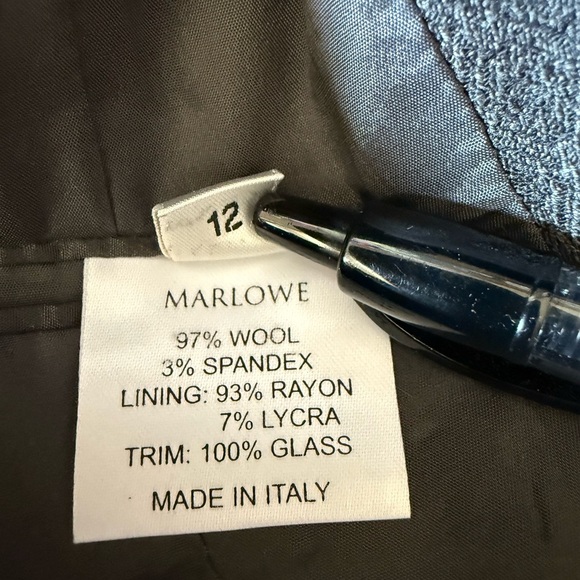 12
MARLOWE
97% WOOL
3% SPANDEX
LINING: 93% RAYON
7% LYCRA
TRIM: 100% GLASS
MADE IN ITALY